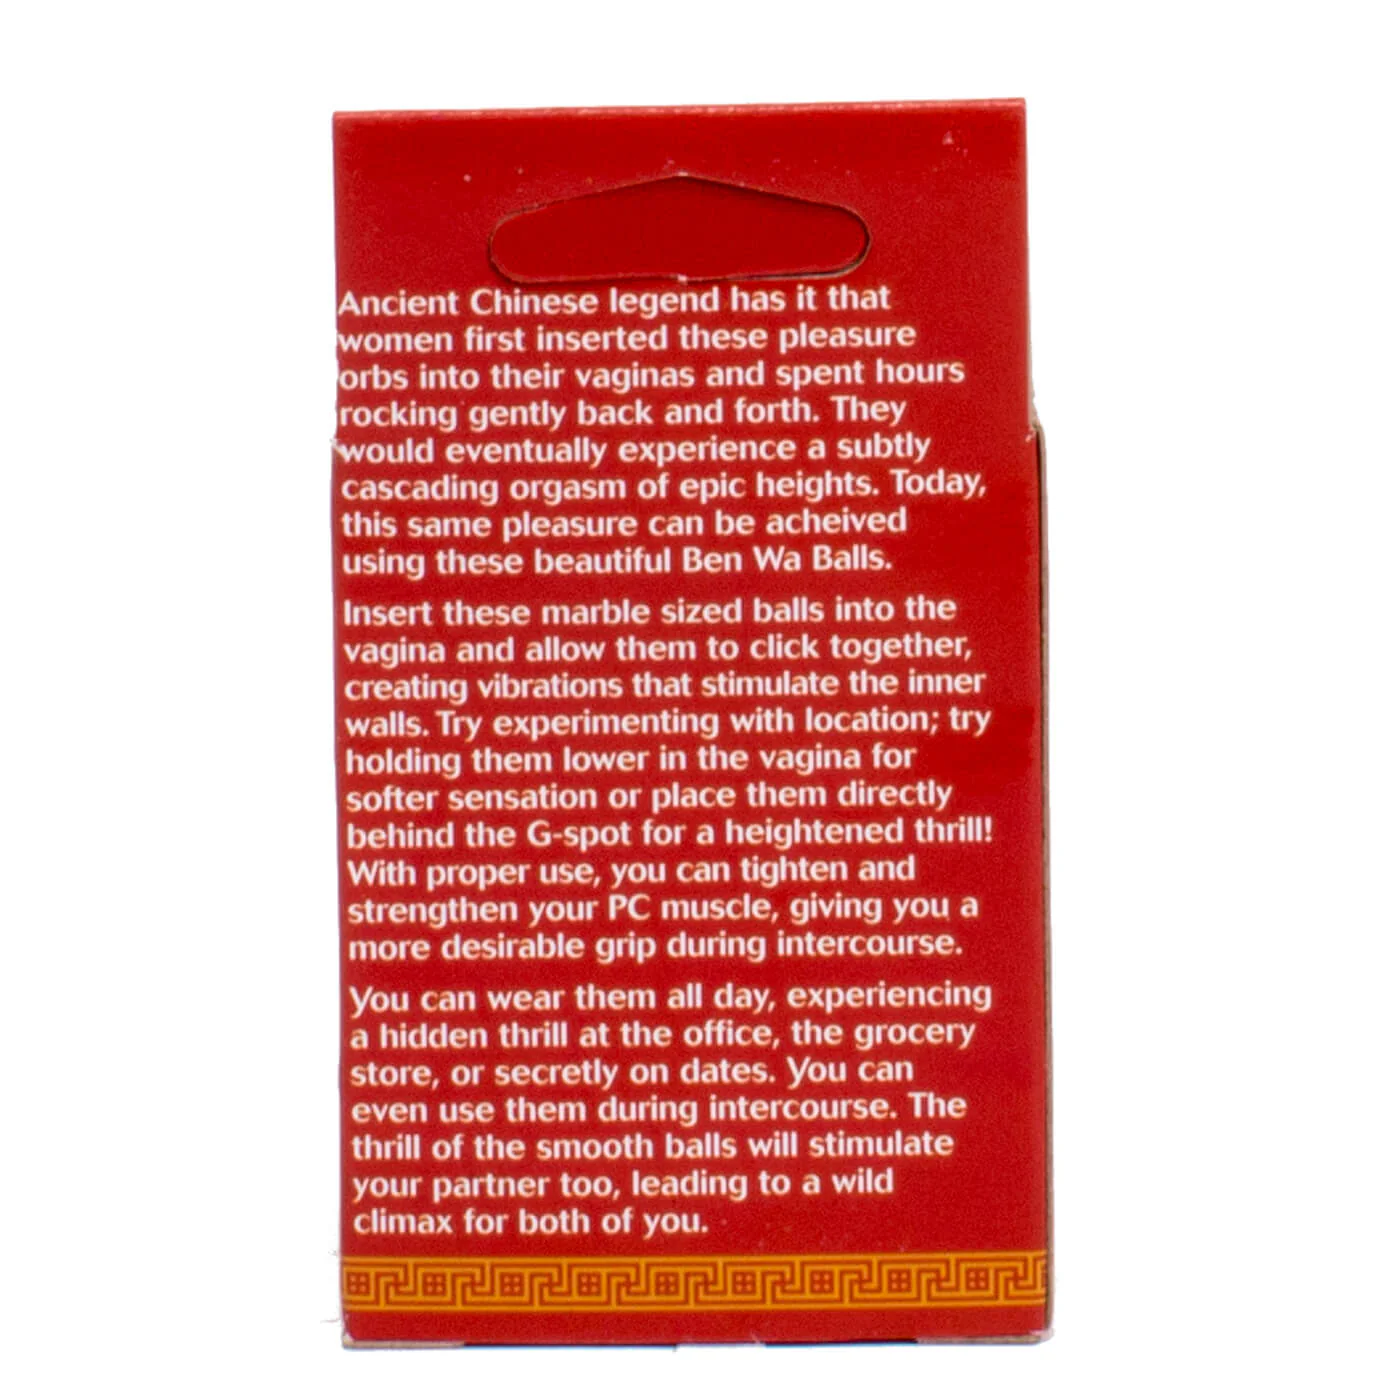 Ancient Chinese legend has it that
women first inserted these pleasure
orbs into their vaginas and spent hours
rocking gently back and forth. They
would eventually experience a subtly
cascading orgasm of epic heights. Today,
this same pleasure can be acheived
using these beautiful Ben Wa Balls.
Insert these marble sized balls into the
vagina and allow them to click together,
creating vibrations that stimulate the inner
walls. Try experimenting with location; try
holding them lower in the vagina for
softer sensation or place them directly
behind the G-spot for a heightened thrill!
With proper use, you can tighten and
strengthen your PC muscle, giving you a
more desirable grip during intercourse.
You can wear them all day, experiencing
a hidden thrill at the office, the grocery
store, or secretly on dates. You can
even use them during intercourse. The
thrill of the smooth balls will stimulate
your partner too, leading to a wild
climax for both of you.